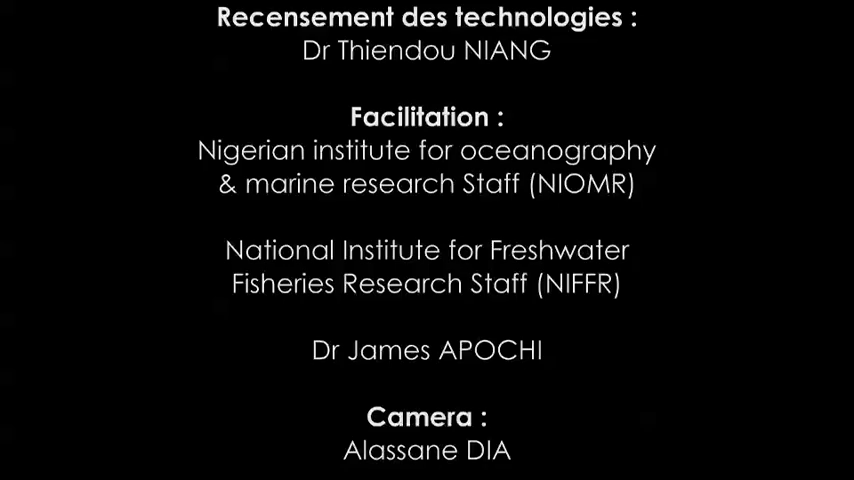 Recensement des technologies :
Dr Thiendou NIANG
Facilitation :
Nigerian institute for oceanography
& marine research Staff (NIOMR)
National Institute for Freshwater
Fisheries Research Staff (NIFFR)
Dr James APOCHI
Camera :
Alassane DIA